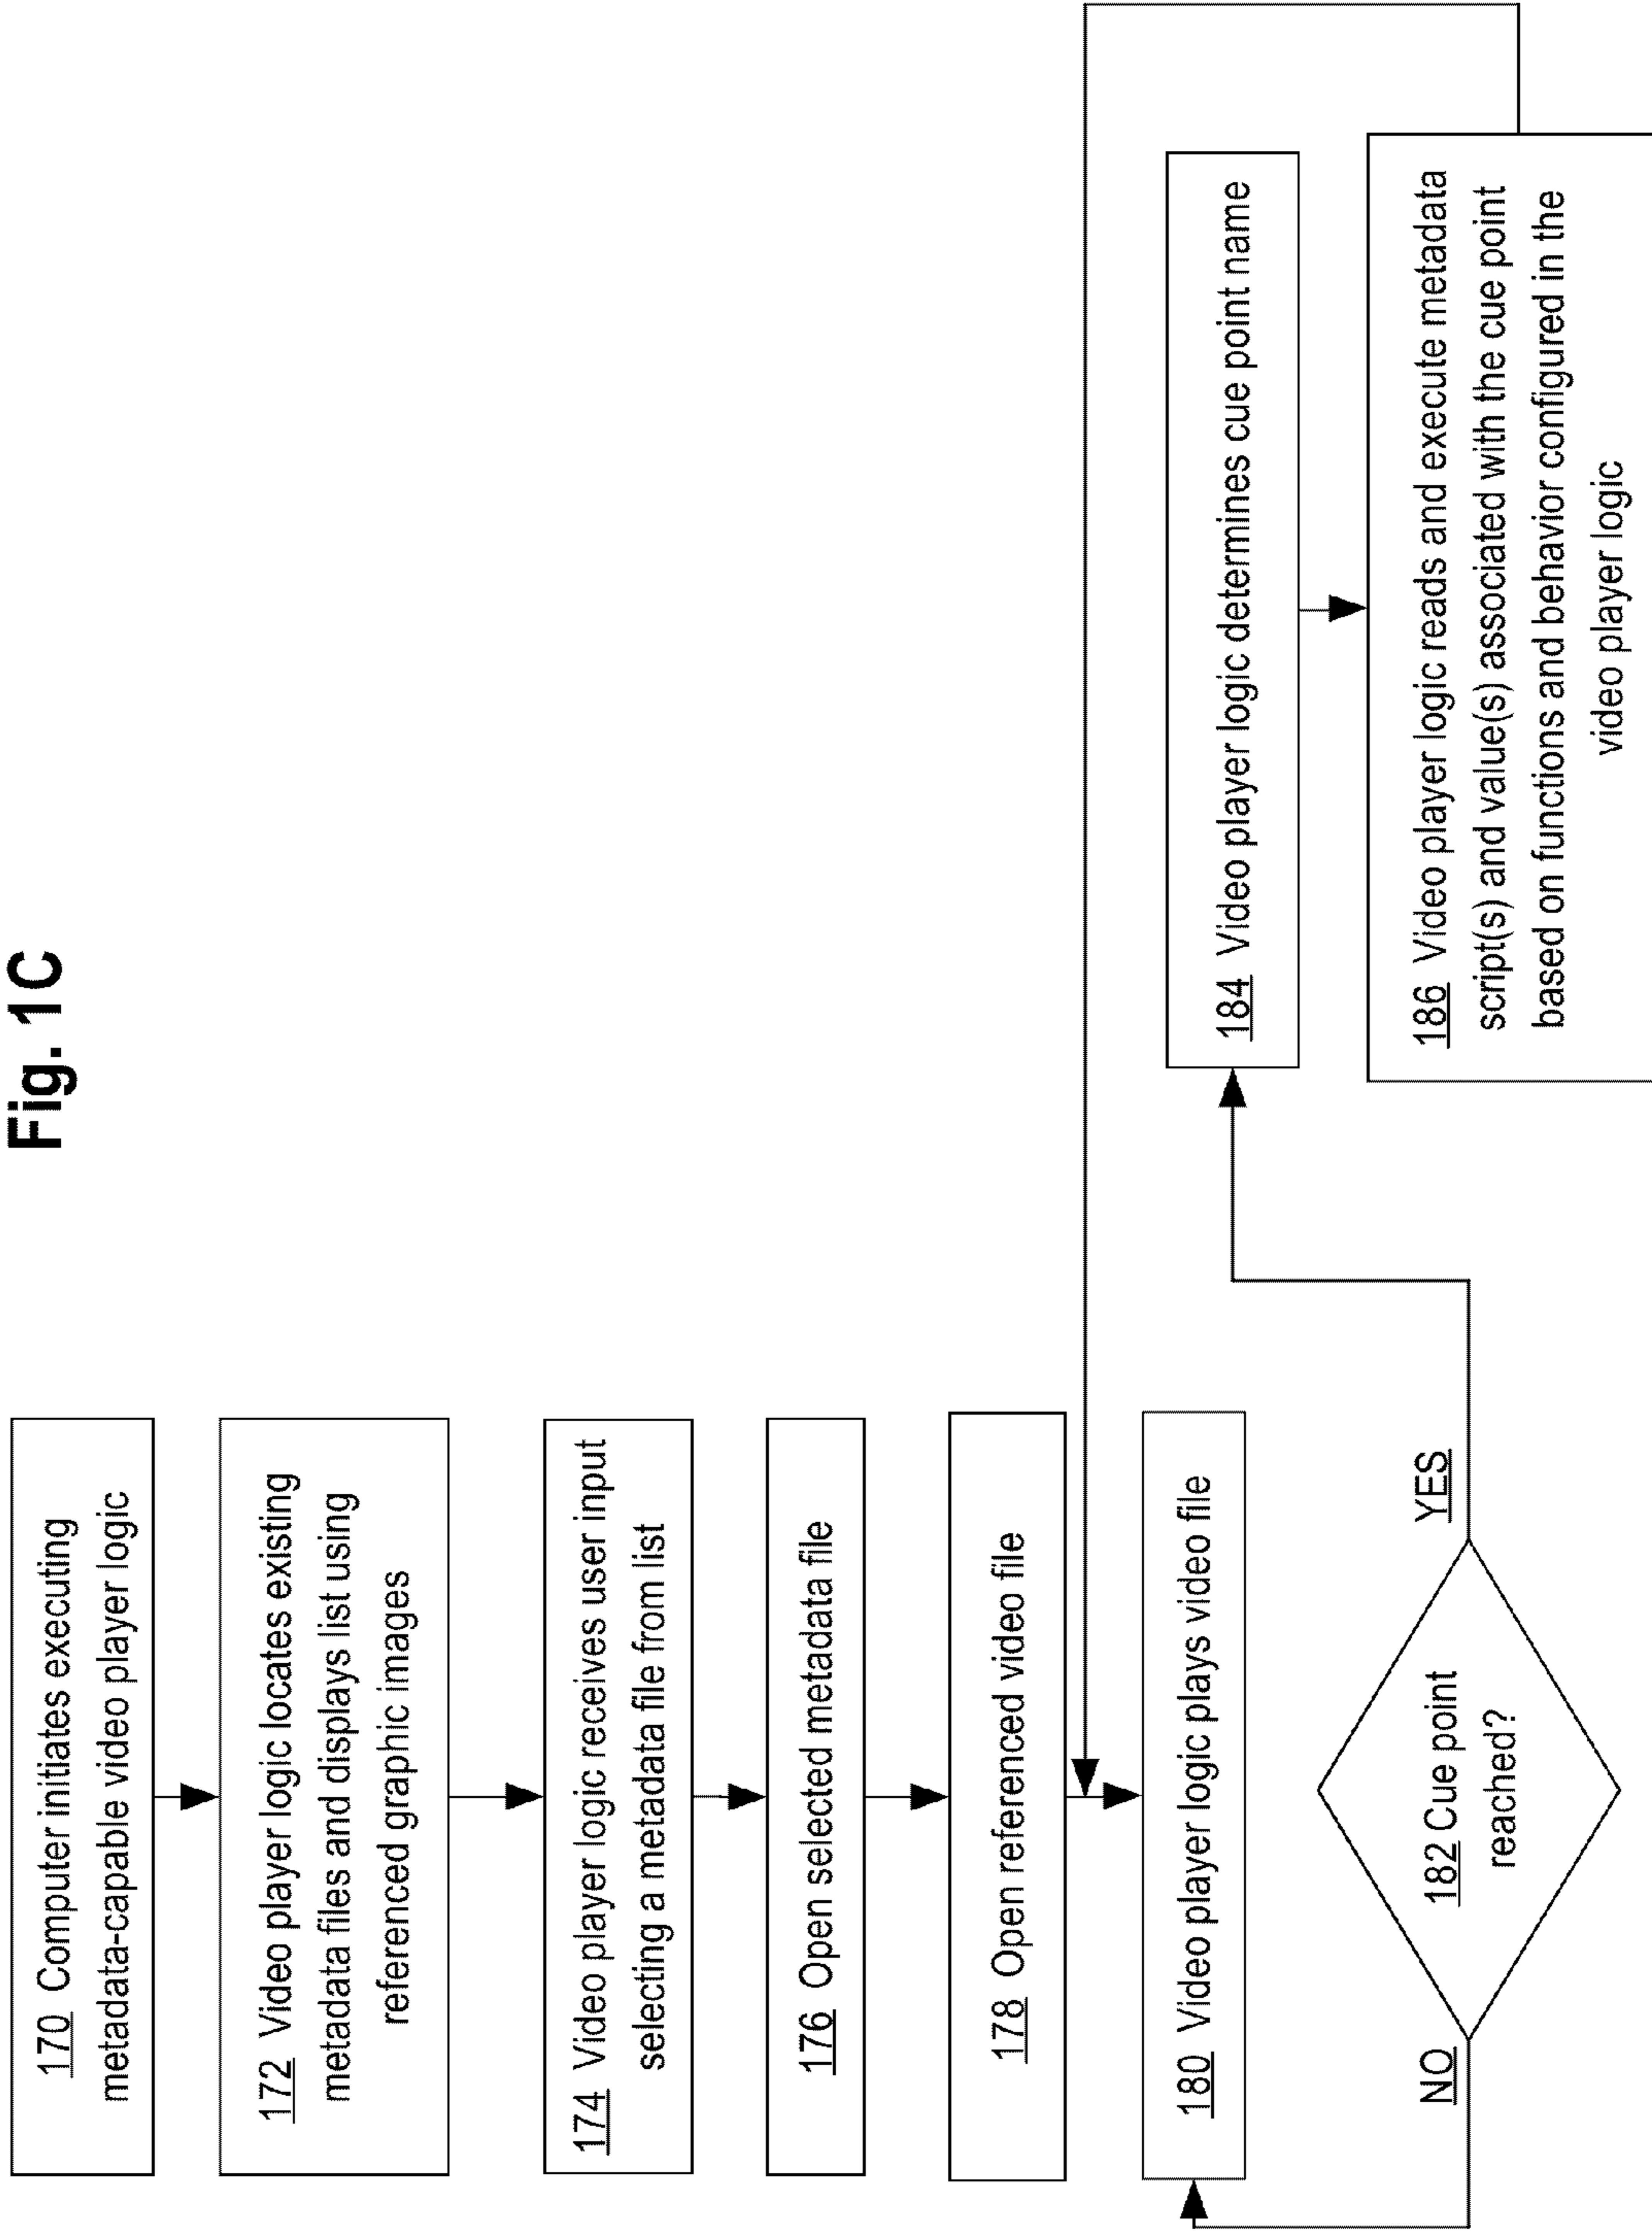 Fig. 1C
170 Computer initiates executing
metadata-capable video player logic
172 Video player logic locates existing
metadata files and displays list using
referenced graphic images
174 Video player logic receives user input
selecting a metadata file from list
176 Open selected metadata file
178 Open referenced video file
180 Video player logic plays video file
182 Cue point
reached?
NO
YES
184 Video player logic determines cue point name
186 Video player logic reads and execute metadata
script(s) and value(s) associated with the cue point
based on functions and behavior configured in the
video player logic